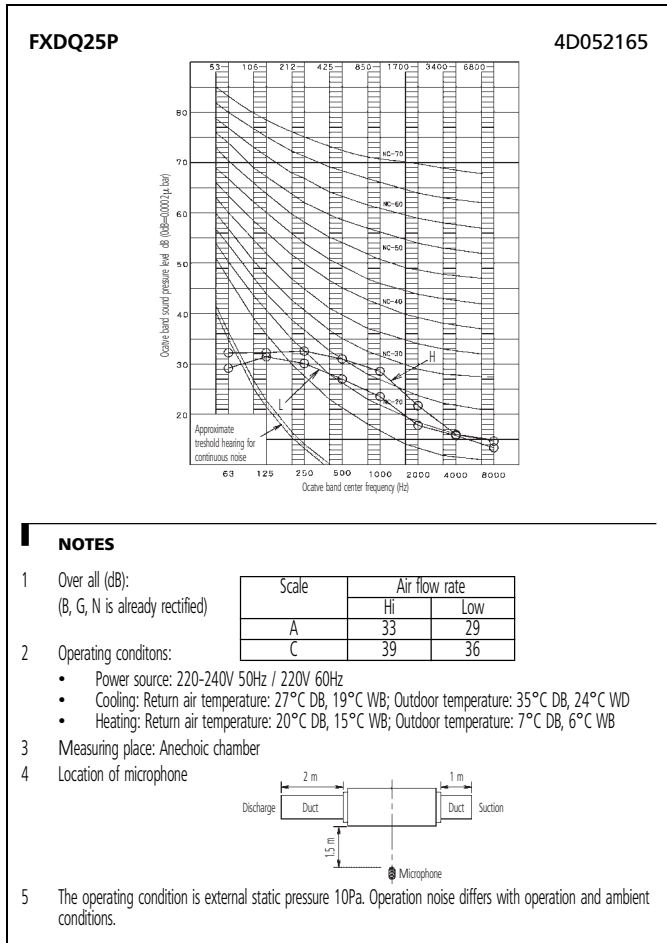 FXDQ25P 4D052165
53 106 212 425 850 1700 3400 6800
80
70
60
50
40
30
20
NC-70
NC-60
NC-50
NC-40
NC-30
NC-20
H
L
Approximate
treshold hearing for
continuous noise
Ocatve band sound pressure level dB (0dB=0.0002 μ bar)
63 125 250 500 1000 2000 4000 8000
Ocatve band center frequency (Hz)
NOTES
1 Over all (dB):
(B, G, N is already rectified)
Scale Air flow rate
Hi Low
A 33 29
C 39 36
2 Operating conditons:
• Power source: 220-240V 50Hz / 220V 60Hz
• Cooling: Return air temperature: 27°C DB, 19°C WB; Outdoor temperature: 35°C DB, 24°C WD
• Heating: Return air temperature: 20°C DB, 15°C WB; Outdoor temperature: 7°C DB, 6°C WB
3 Measuring place: Anechoic chamber
4 Location of microphone
2 m 1 m
Discharge Duct Duct Suction
1.5 m
Microphone
5 The operating condition is external static pressure 10Pa. Operation noise differs with operation and ambient
conditions.